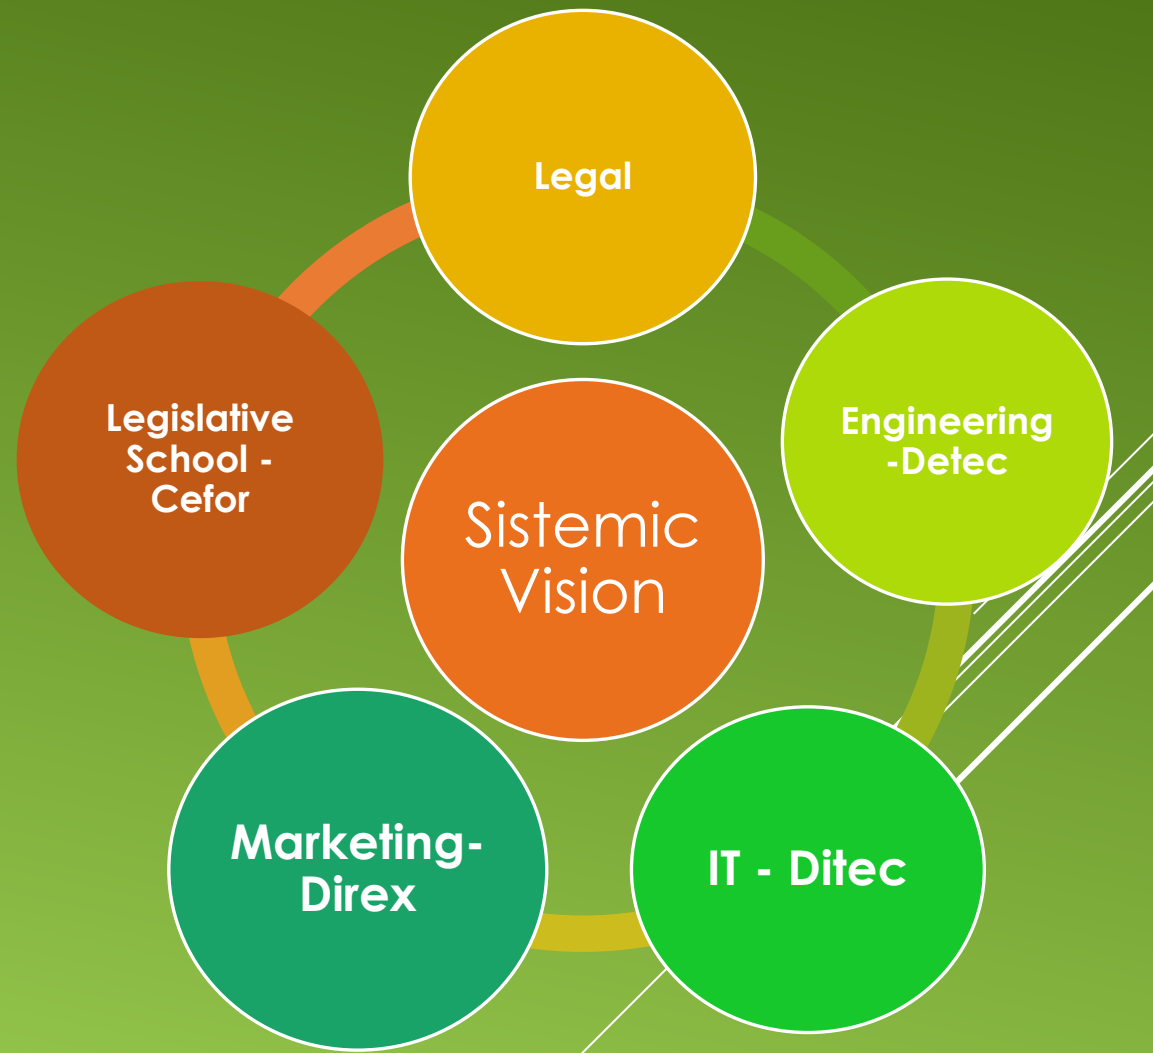 Legal
Engineering
-Detec
IT - Ditec
Marketing-
Direx
Legislative
School -
Cefor
Sistemic
Vision